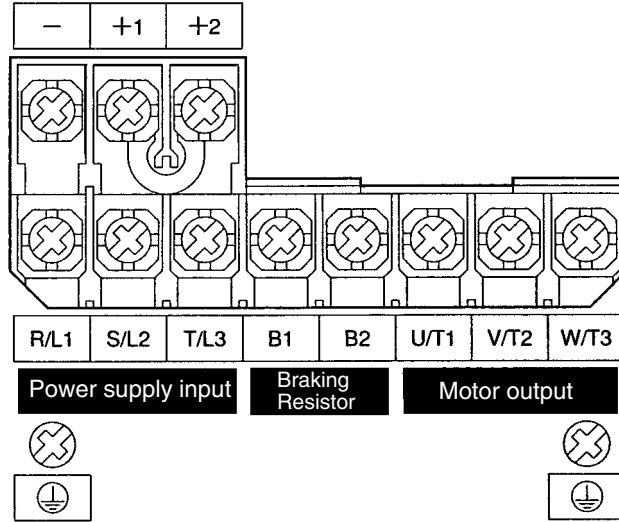 − +1 +2
R/L1 S/L2 T/L3 B1 B2 U/T1 V/T2 W/T3
Power supply input Braking Resistor Motor output